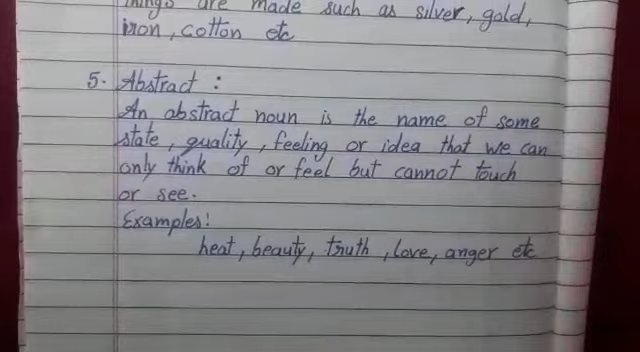 things are made such as silver, gold,
iron, cotton etc
5. Abstract :
An abstract noun is the name of some
state, quality, feeling or idea that we can
only think of or feel but cannot touch
or see.
Examples:
heat, beauty, truth, love, anger etc